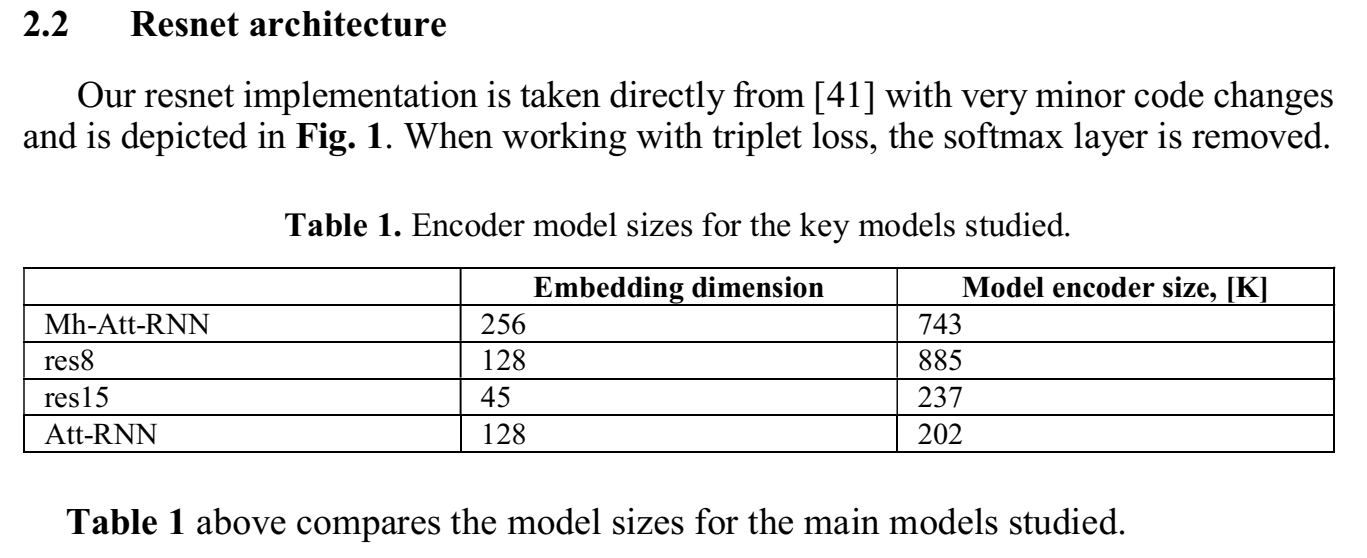 2.2 Resnet architecture
Our resnet implementation is taken directly from [41] with very minor code changes
and is depicted in Fig. 1. When working with triplet loss, the softmax layer is removed.
Table 1. Encoder model sizes for the key models studied.
Embedding dimension Model encoder size, [K]
Mh-Att-RNN 256 743
res8 128 885
res15 45 237
Att-RNN 128 202
Table 1 above compares the model sizes for the main models studied.